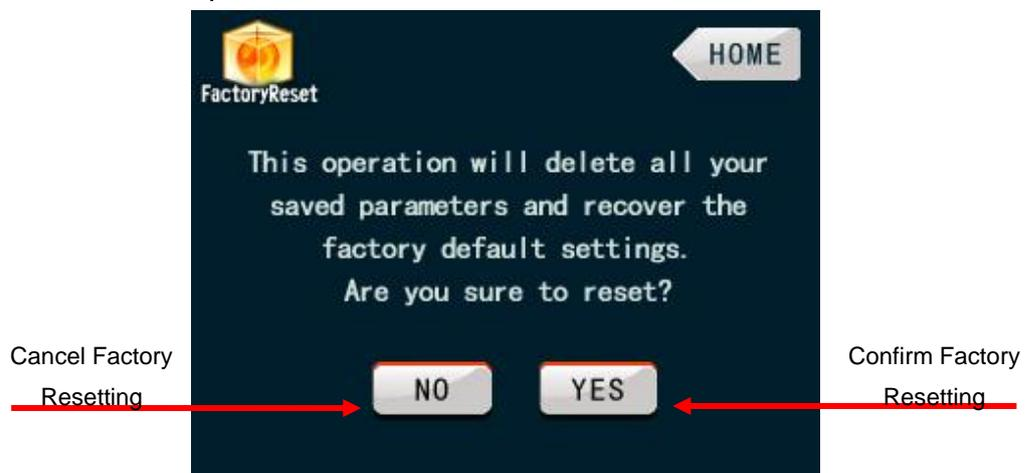 HOME
FactoryReset
This operation will delete all your
saved parameters and recover the
factory default settings.
Are you sure to reset?
Cancel Factory
Resetting
NO
YES
Confirm Factory
Resetting